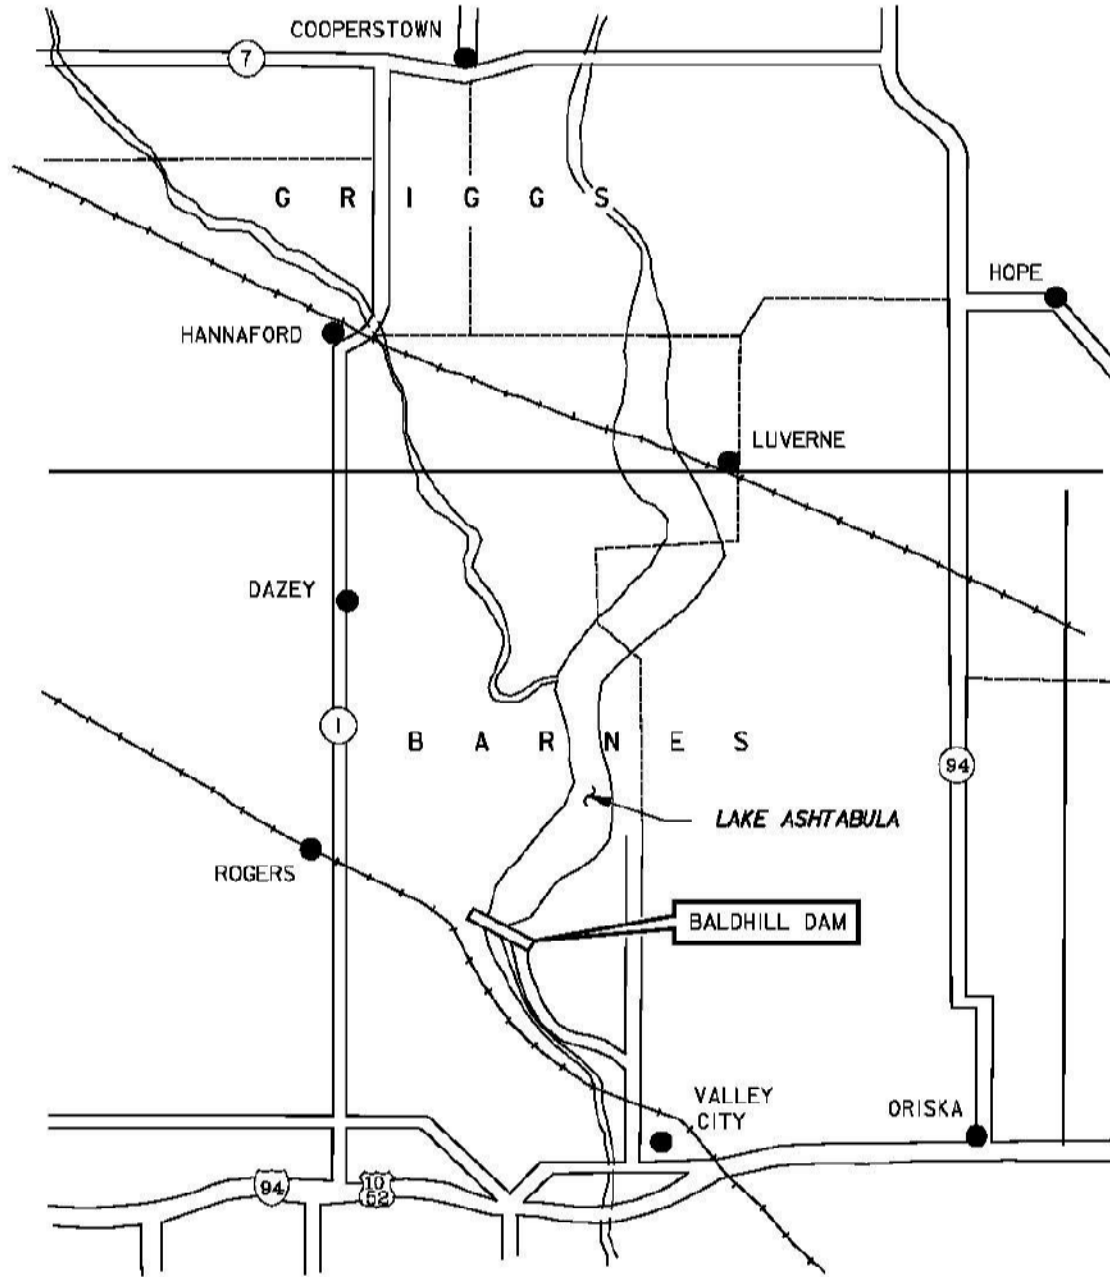 COOPERSTOWN
7
G R I G G S
HOPE
HANNAFORD
LUVERNE
DAZEY
1
B A R N E S
94
LAKE ASHTABULA
ROGERS
BALDHILL DAM
VALLEY
CITY
ORISKA
94
10
52